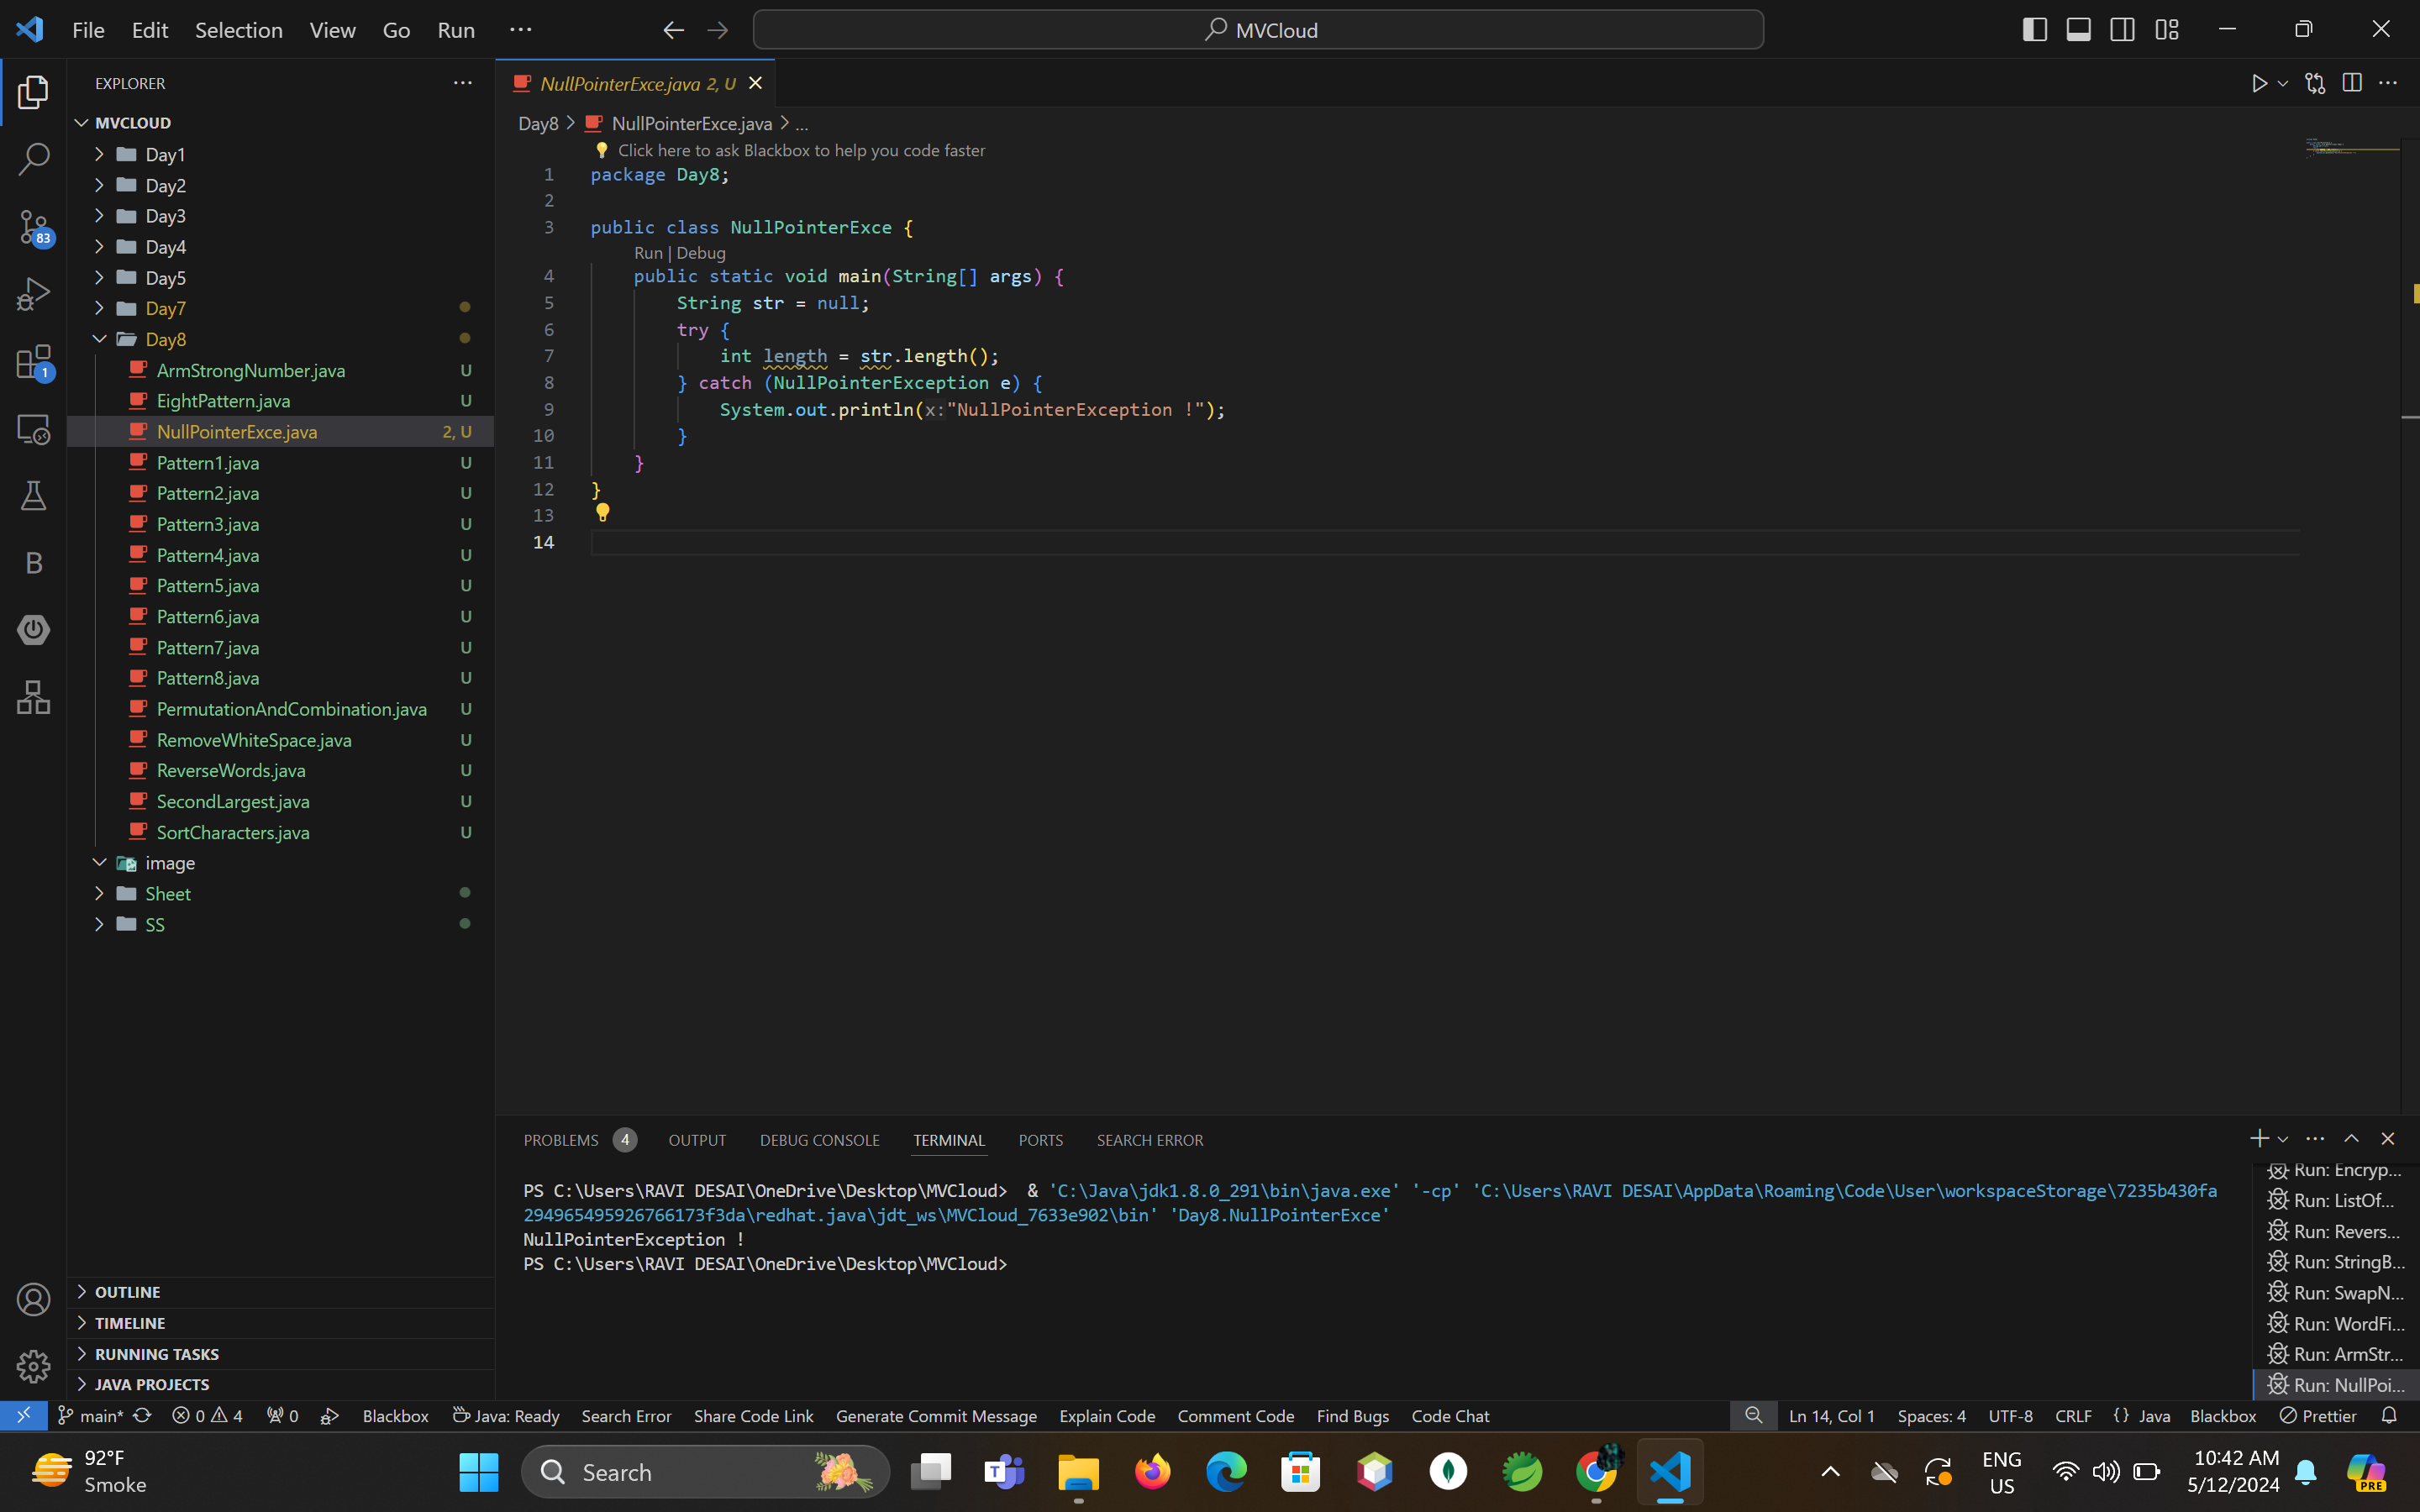 File Edit Selection View Go Run ... MVCloud
EXPLORER
MVCLOUD
Day1
Day2
Day3
Day4
Day5
Day7
Day8
ArmStrongNumber.java U
EightPattern.java U
NullPointerExce.java 2, U
Pattern1.java U
Pattern2.java U
Pattern3.java U
Pattern4.java U
Pattern5.java U
Pattern6.java U
Pattern7.java U
Pattern8.java U
PermutationAndCombination.java U
RemoveWhiteSpace.java U
ReverseWords.java U
SecondLargest.java U
SortCharacters.java U
image
Sheet
SS
OUTLINE
TIMELINE
RUNNING TASKS
JAVA PROJECTS
83
1
B
NullPointerExce.java 2, U
Day8 > NullPointerExce.java > ...
Click here to ask Blackbox to help you code faster
1 package Day8;
2
3 public class NullPointerExce {
Run | Debug
4 public static void main(String[] args) {
5 String str = null;
6 try {
7 int length = str.length();
8 } catch (NullPointerException e) {
9 System.out.println(x:"NullPointerException !");
10 }
11 }
12 }
13
14
PROBLEMS 4 OUTPUT DEBUG CONSOLE TERMINAL PORTS SEARCH ERROR
PS C:\Users\RAVI DESAI\OneDrive\Desktop\MVCloud> & 'C:\Java\jdk1.8.0_291\bin\java.exe' '-cp' 'C:\Users\RAVI DESAI\AppData\Roaming\Code\User\workspaceStorage\7235b430fa
2949654959267661­73f3da\redhat.java\jdt_ws\MVCloud_7633e902\bin' 'Day8.NullPointerExce'
NullPointerException !
PS C:\Users\RAVI DESAI\OneDrive\Desktop\MVCloud>
Run: Encryp...
Run: ListOf...
Run: Revers...
Run: StringB...
Run: SwapN...
Run: WordFi...
Run: ArmStr...
Run: NullPoi...
main* 0 4 0 Blackbox Java: Ready Search Error Share Code Link Generate Commit Message Explain Code Comment Code Find Bugs Code Chat Ln 14, Col 1 Spaces: 4 UTF-8 CRLF {} Java Blackbox Prettier
92°F
Smoke
Search
T
ENG
US
10:42 AM
5/12/2024
PRE